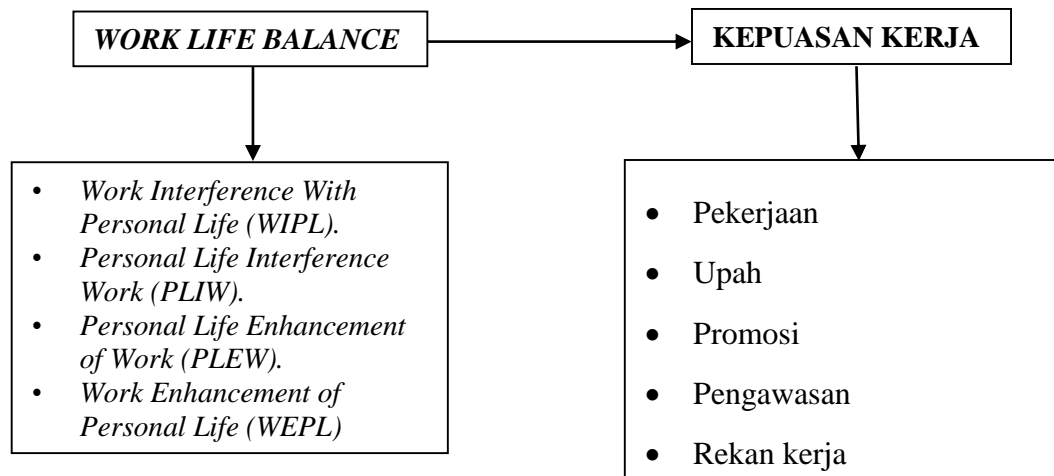 WORK LIFE BALANCE
KEPUASAN KERJA
• Work Interference With
Personal Life (WIPL).
• Personal Life Interference
Work (PLIW).
• Personal Life Enhancement
of Work (PLEW).
• Work Enhancement of
Personal Life (WEPL)
• Pekerjaan
• Upah
• Promosi
• Pengawasan
• Rekan kerja